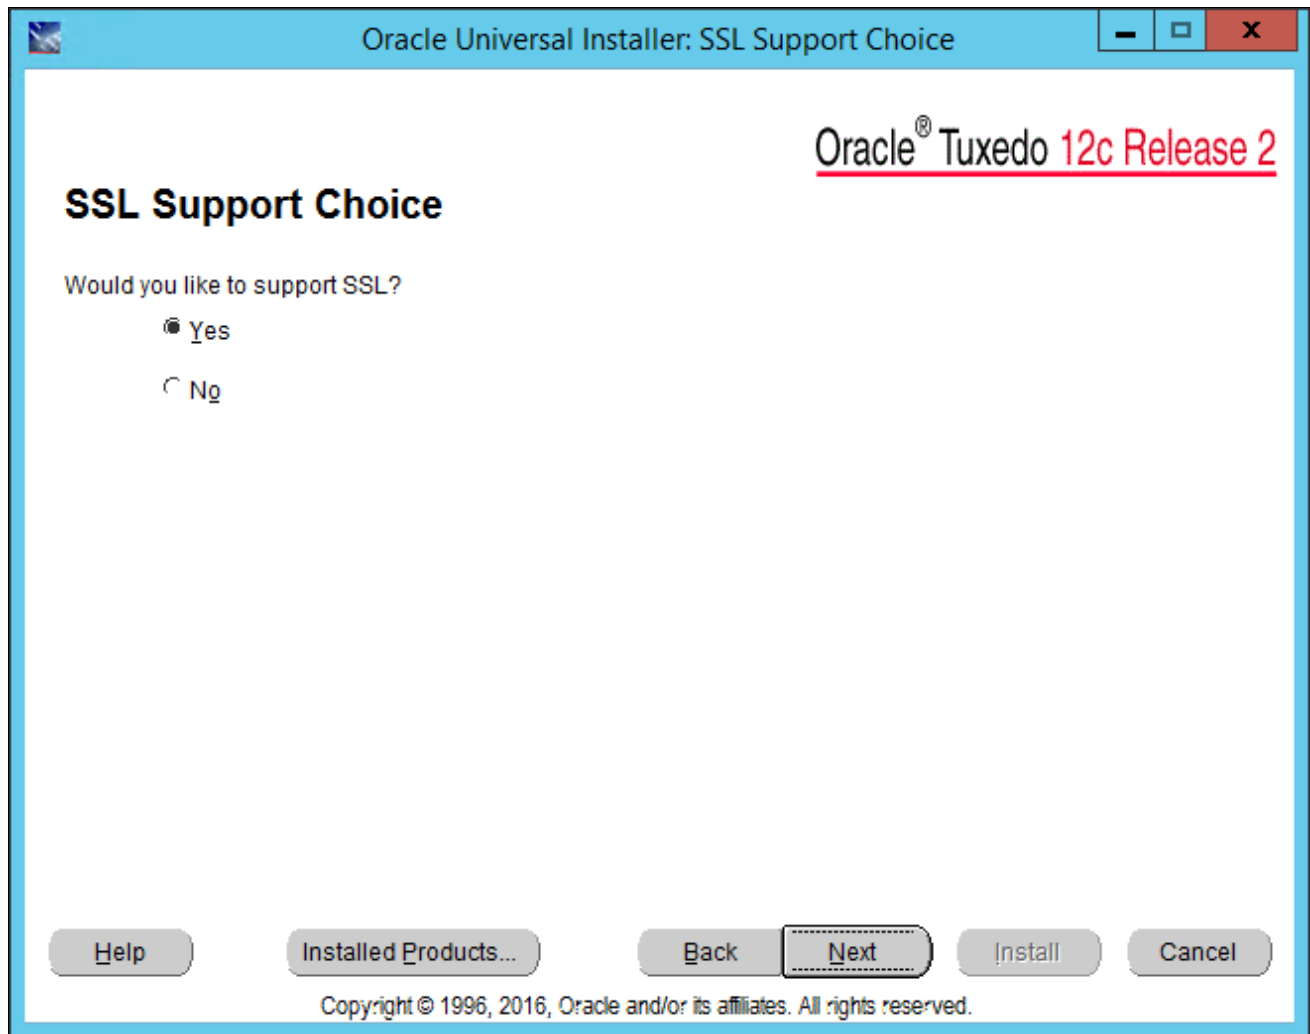 Oracle Universal Installer: SSL Support Choice
Oracle® Tuxedo 12c Release 2
SSL Support Choice
Would you like to support SSL?
Yes
No
Help Installed Products... Back Next Install Cancel
Copyright © 1996, 2016, Oracle and/or its affiliates. All rights reserved.